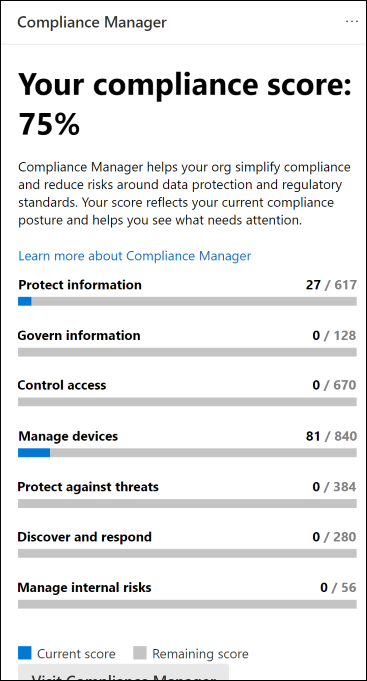 Compliance Manager ...
Your compliance score:
75%
Compliance Manager helps your org simplify compliance
and reduce risks around data protection and regulatory
standards. Your score reflects your current compliance
posture and helps you see what needs attention.
Learn more about Compliance Manager
Protect information 27 / 617
Govern information 0 / 128
Control access 0 / 670
Manage devices 81 / 840
Protect against threats 0 / 384
Discover and respond 0 / 280
Manage internal risks 0 / 56
Current score Remaining score
Visit Compliance Manager